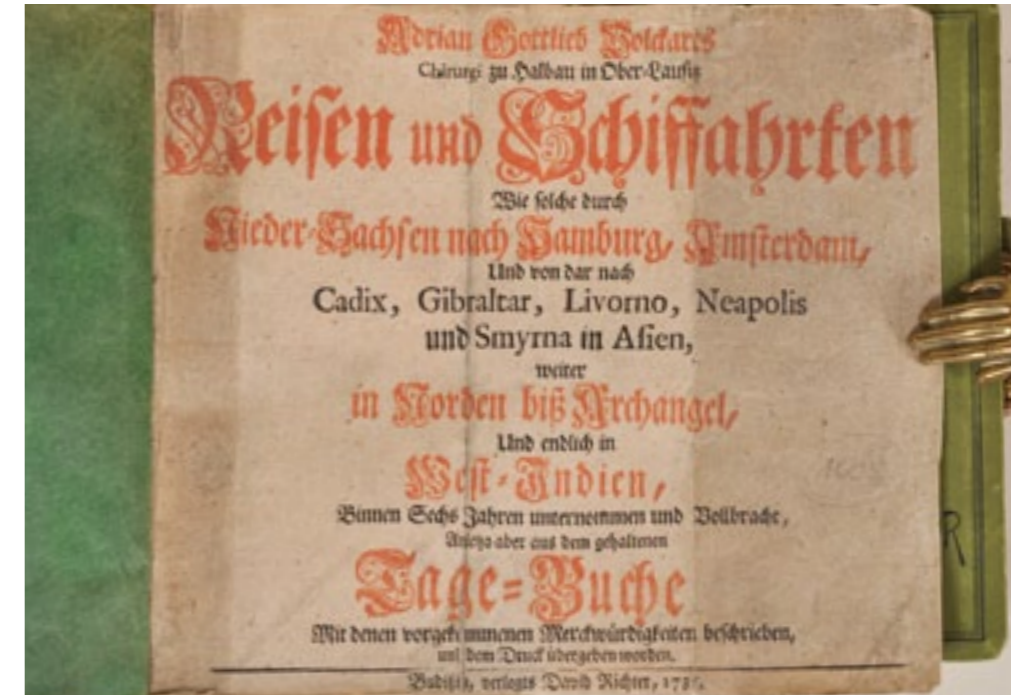 Adrian Gottlieb Volckarts
Chirurgi zu Halbau in Ober-Lausitz
Reisen und Schiffahrten
Wie solche durch
Nieder-Sachsen nach Hamburg, Amsterdam,
Und von dar nach
Cadix, Gibraltar, Livorno, Neapolis
und Smyrna in Asien,
weiter
in Norden biß Archangel,
Und endlich in
West-Indien,
Binnen Sechs Jahren unternommen und Vollbracht,
Anietzo aber aus dem gehaltenen
Tage-Buche
Mit denen vorgekommenen Merckwürdigkeiten beschrieben,
und dem Druck übergeben worden.
Budißin, verlegts David Richter,
R